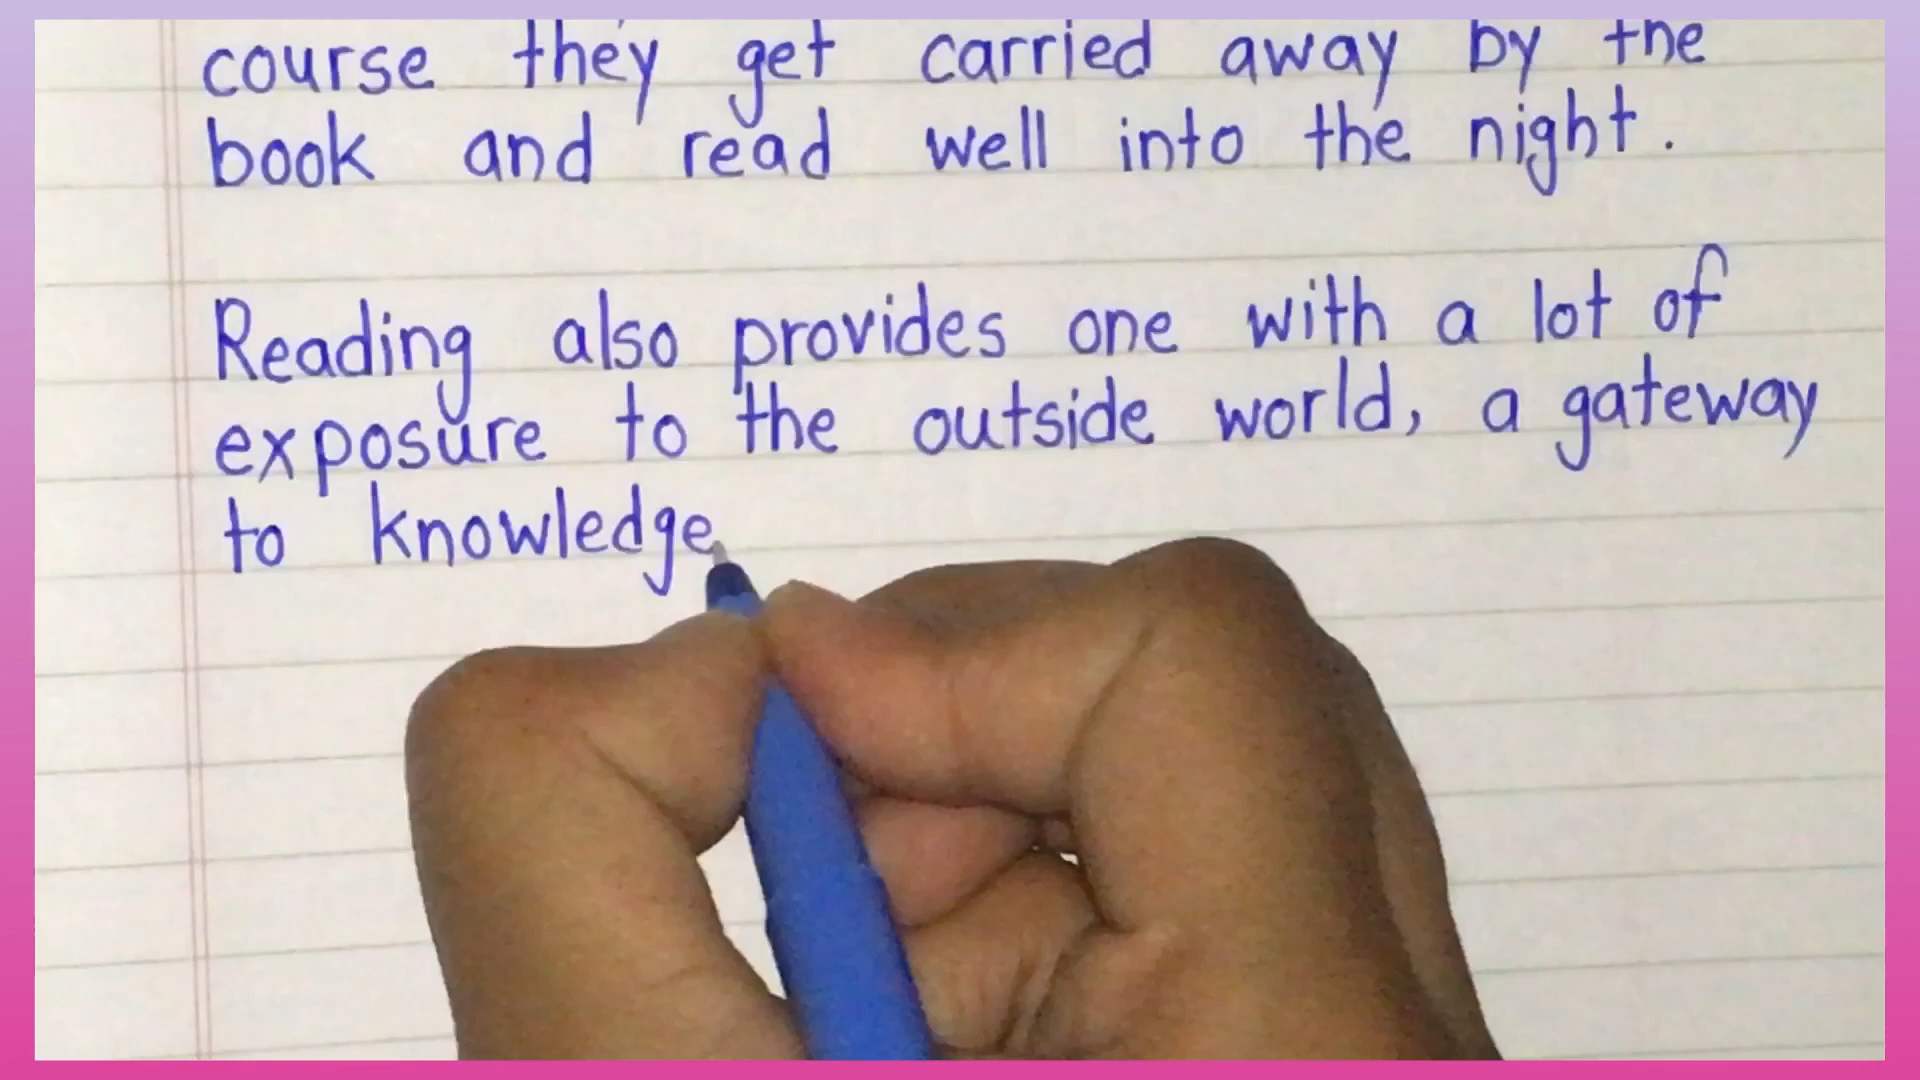 course they get carried away by the
book and read well into the night.
Reading also provides one with a lot of
exposure to the outside world, a gateway
to knowledge